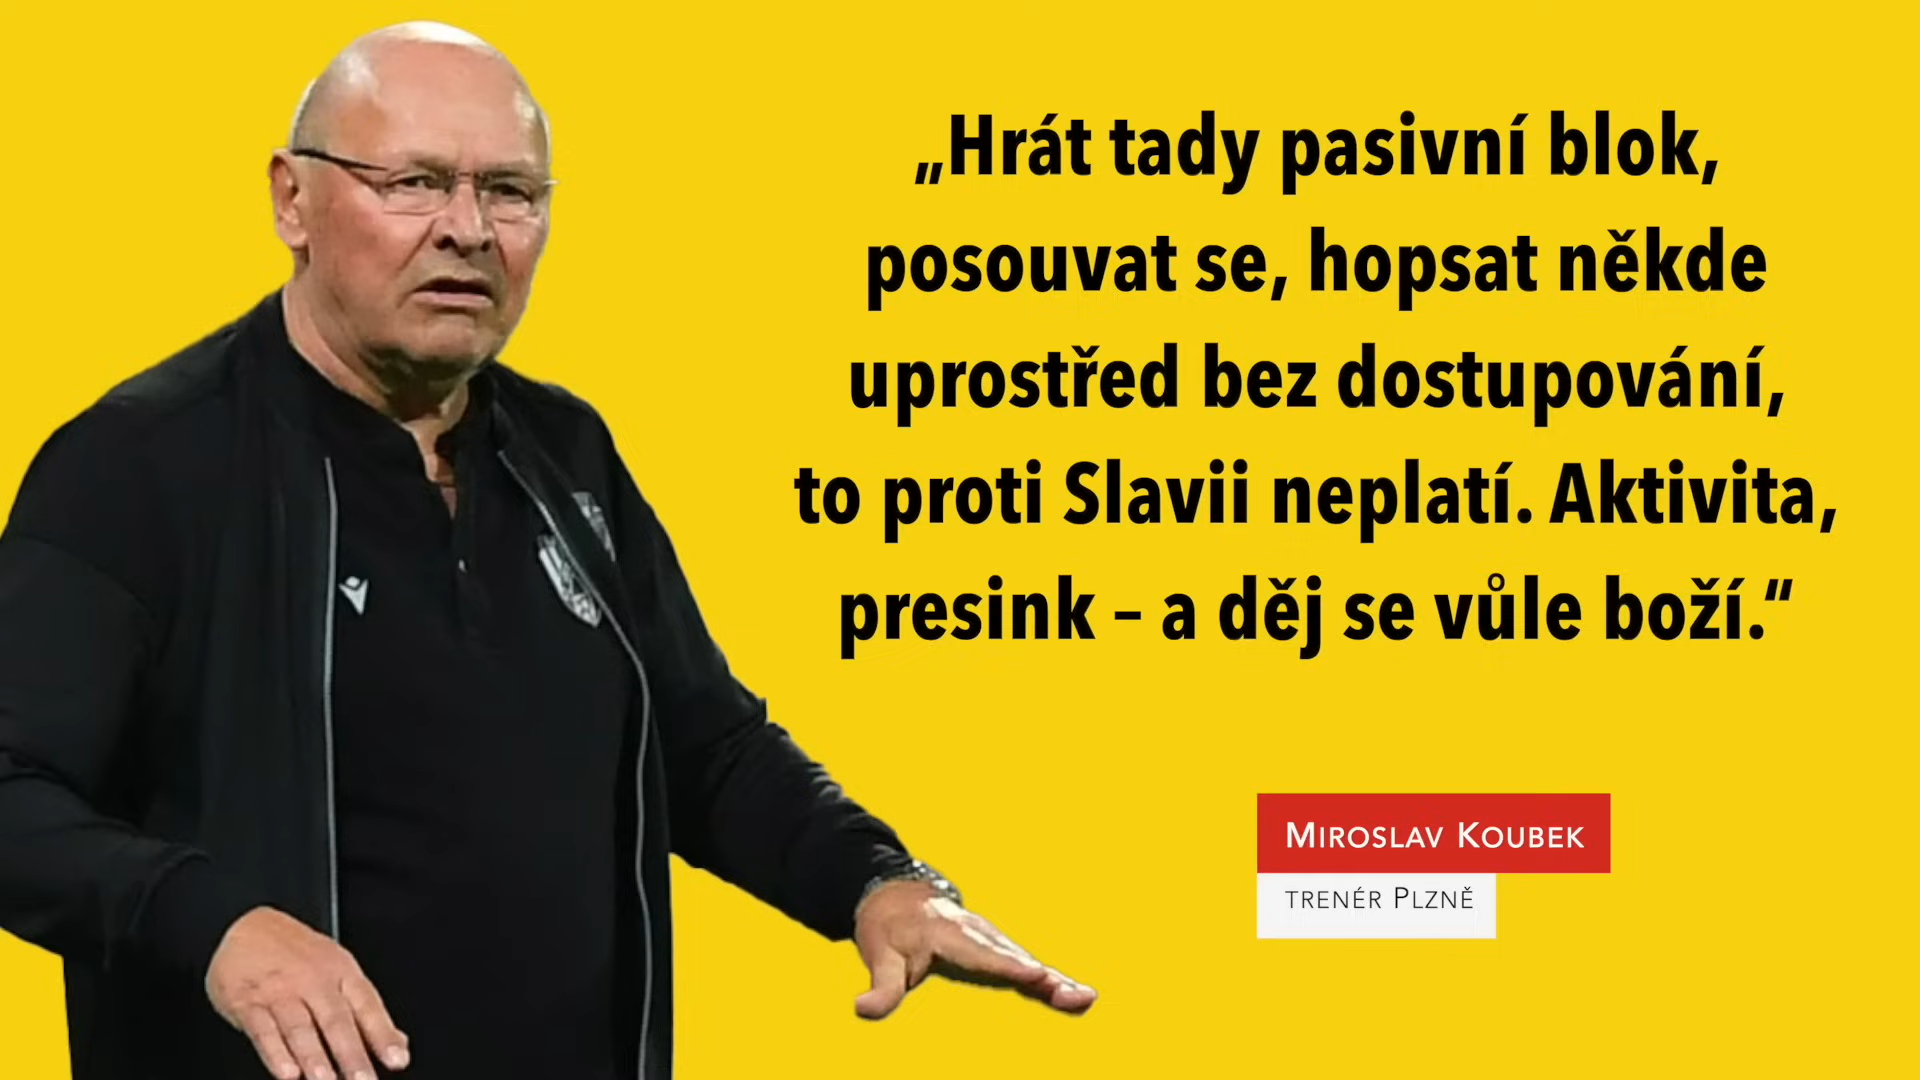 „Hrát tady pasivní blok,
posouvat se, hopsat někde
uprostřed bez dostupování,
to proti Slavii neplatí. Aktivita,
presink – a děj se vůle boží.“
Miroslav Koubek
trenér Plzně